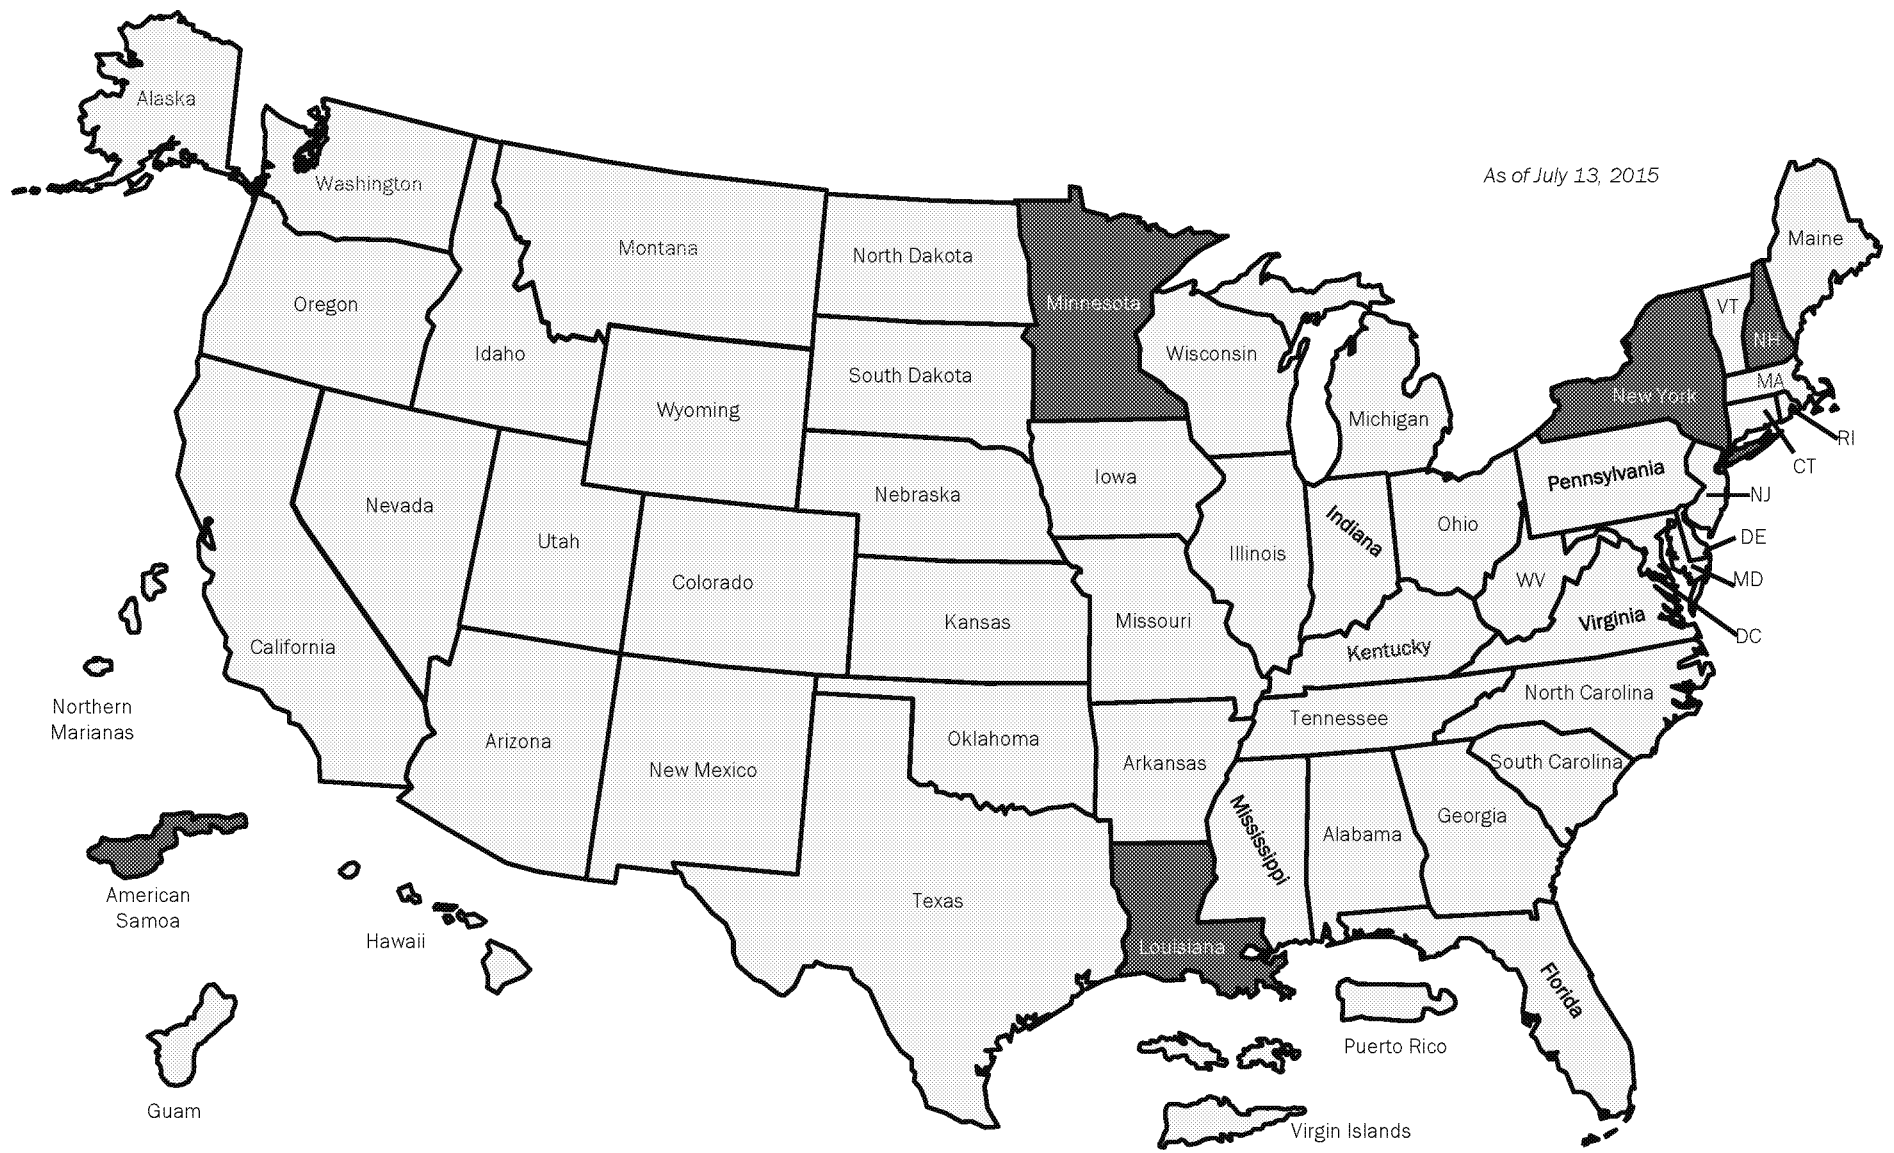 Alaska
Washington
As of July 13, 2015
Maine
Montana
North Dakota
Oregon
Minnesota
VT
NH
Idaho
Wisconsin
South Dakota
MA
New York
Wyoming
Michigan
RI
CT
Pennsylvania
Iowa
Nebraska
NJ
Nevada
Indiana
Ohio
DE
Utah
Illinois
Colorado
WV
MD
Kansas
Missouri
Virginia
DC
California
Kentucky
Northern
Marianas
North Carolina
Tennessee
Arizona
Oklahoma
New Mexico
Arkansas
South Carolina
Mississippi
Georgia
Alabama
American
Samoa
Texas
Hawaii
Louisiana
Florida
Puerto Rico
Guam
Virgin Islands